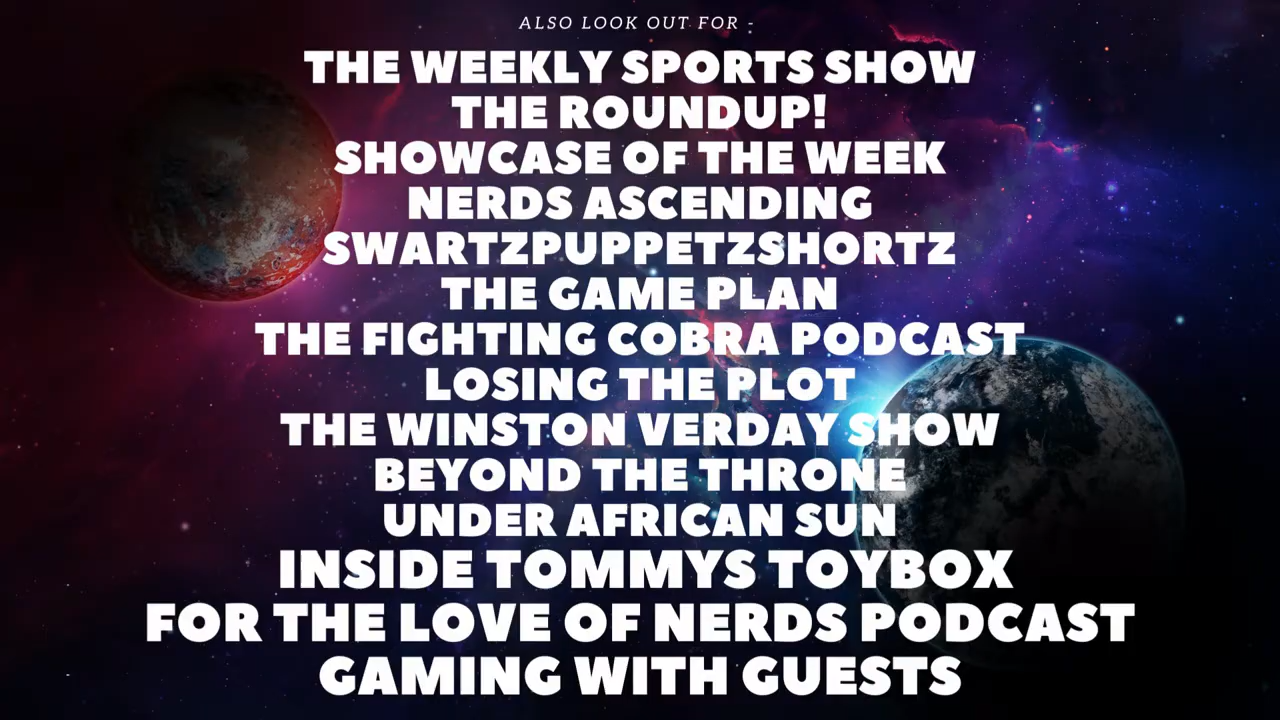 ALSO LOOK OUT FOR -
THE WEEKLY SPORTS SHOW
THE ROUNDUP!
SHOWCASE OF THE WEEK
NERDS ASCENDING
SWARTZPUPPETZSHORTZ
THE GAME PLAN
THE FIGHTING COBRA PODCAST
LOSING THE PLOT
THE WINSTON VERDAY SHOW
BEYOND THE THRONE
UNDER AFRICAN SUN
INSIDE TOMMYS TOYBOX
FOR THE LOVE OF NERDS PODCAST
GAMING WITH GUESTS